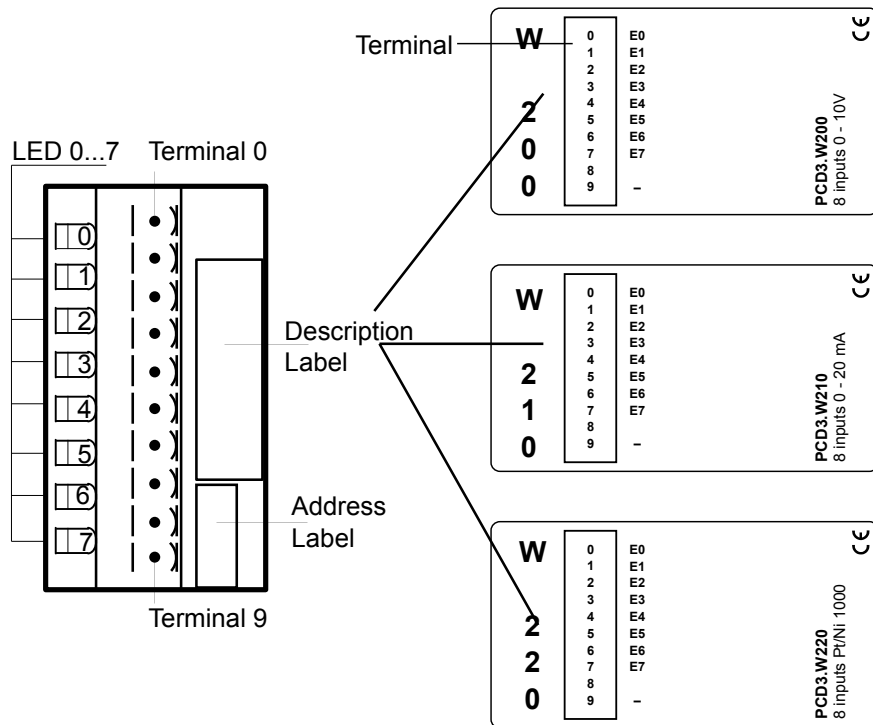 LED 0...7
Terminal 0
0
1
2
3
4
5
6
7
Terminal 9
Description
Label
Address
Label
Terminal
W
2
0
0
0 E0
1 E1
2 E2
3 E3
4 E4
5 E5
6 E6
7 E7
8
9 –
PCD3.W200
8 inputs 0 - 10V
CE
W
2
1
0
0 E0
1 E1
2 E2
3 E3
4 E4
5 E5
6 E6
7 E7
8
9 –
PCD3.W210
8 inputs 0 - 20 mA
CE
W
2
2
0
0 E0
1 E1
2 E2
3 E3
4 E4
5 E5
6 E6
7 E7
8
9 –
PCD3.W220
8 inputs Pt/Ni 1000
CE